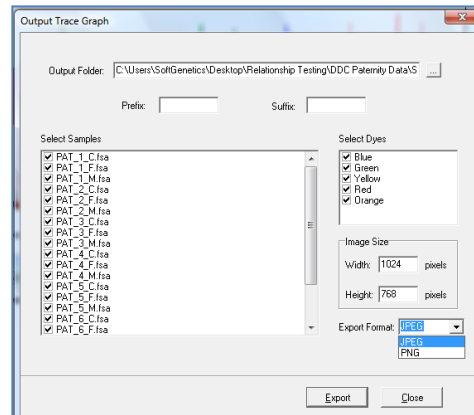 Output Trace Graph
Output Folder: C:\Users\SoftGenetics\Desktop\Relationship Testing\DDC Paternity Data\S ...
Prefix: Suffix:
Select Samples
PAT_1_C.fsa
PAT_1_F.fsa
PAT_1_M.fsa
PAT_2_C.fsa
PAT_2_F.fsa
PAT_2_M.fsa
PAT_3_C.fsa
PAT_3_F.fsa
PAT_3_M.fsa
PAT_4_C.fsa
PAT_4_F.fsa
PAT_4_M.fsa
PAT_5_C.fsa
PAT_5_F.fsa
PAT_5_M.fsa
PAT_6_C.fsa
PAT_6_F.fsa
Select Dyes
Blue
Green
Yellow
Red
Orange
Image Size
Width: 1024 pixels
Height: 768 pixels
Export Format: JPEG
JPEG
PNG
Export Close